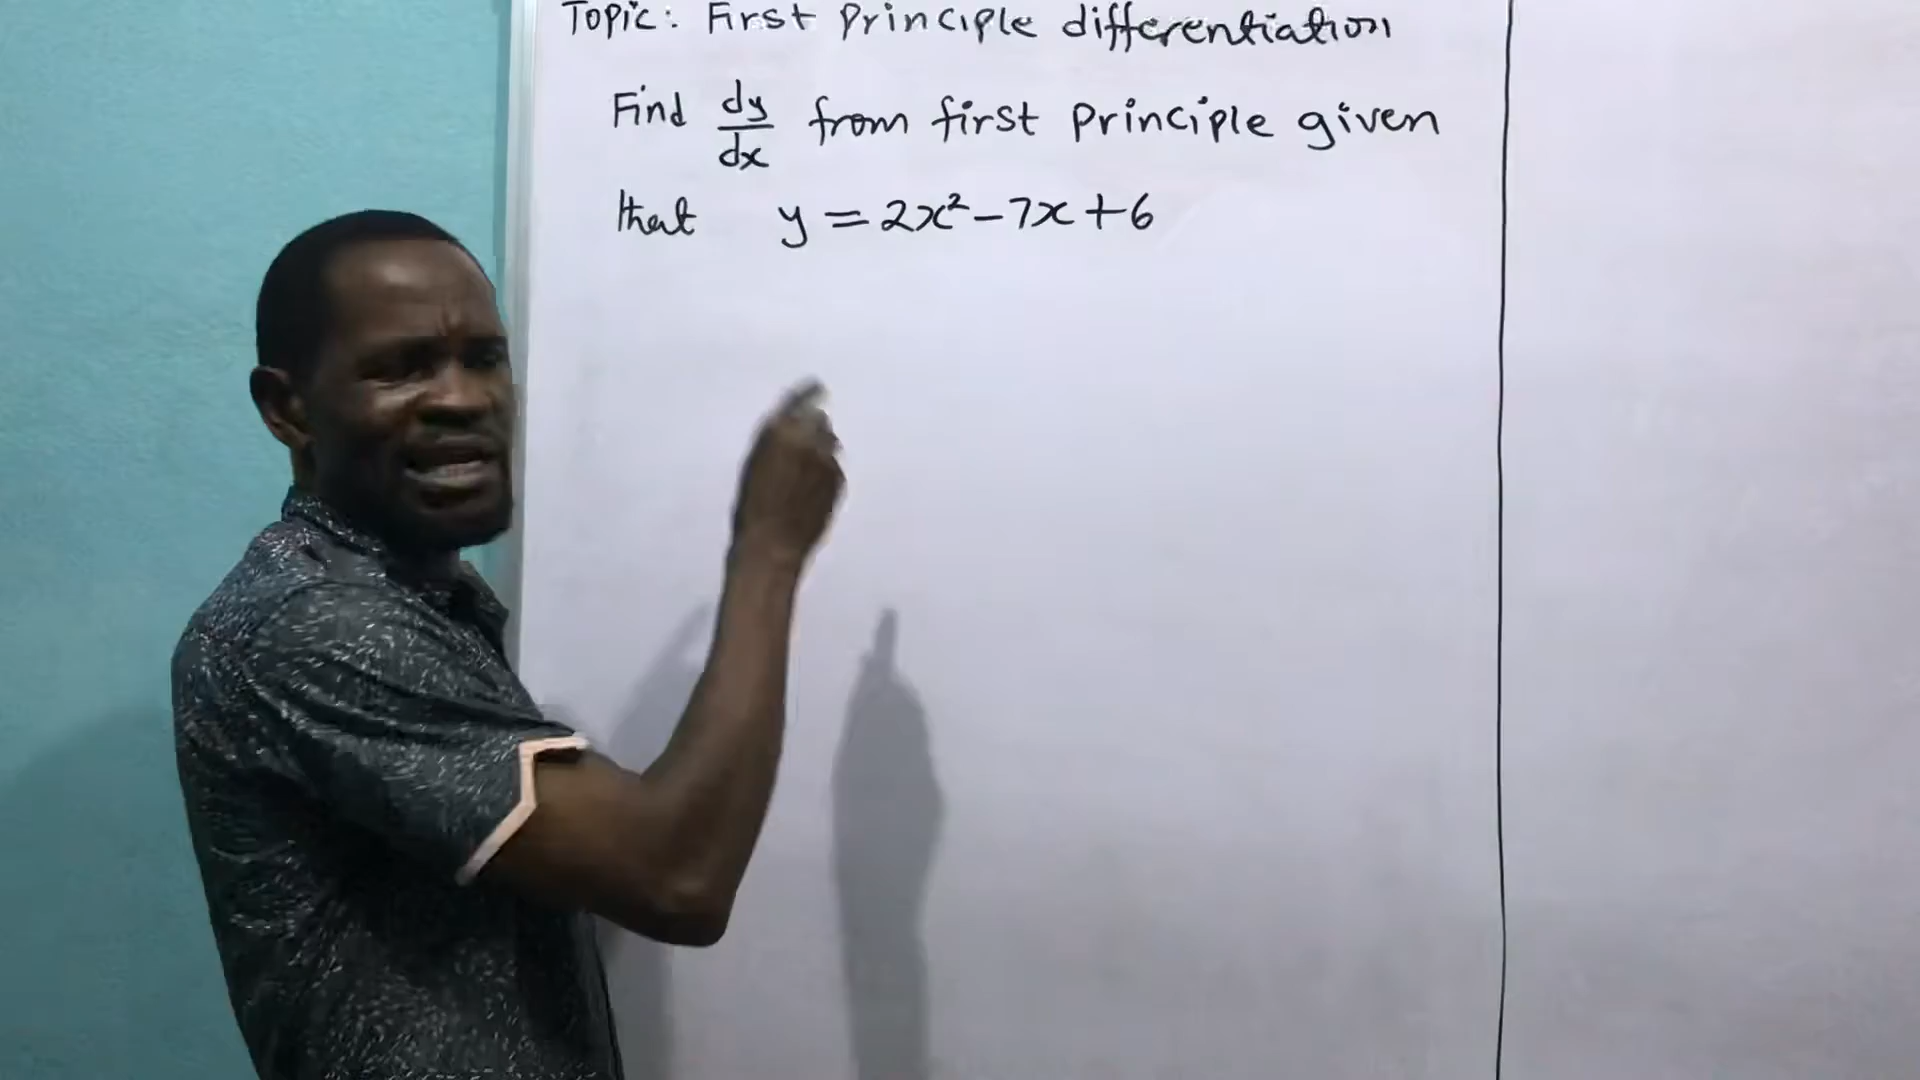 Topic: First principle differentiation
Find dy/dx from first principle given
that y = 2x² - 7x + 6